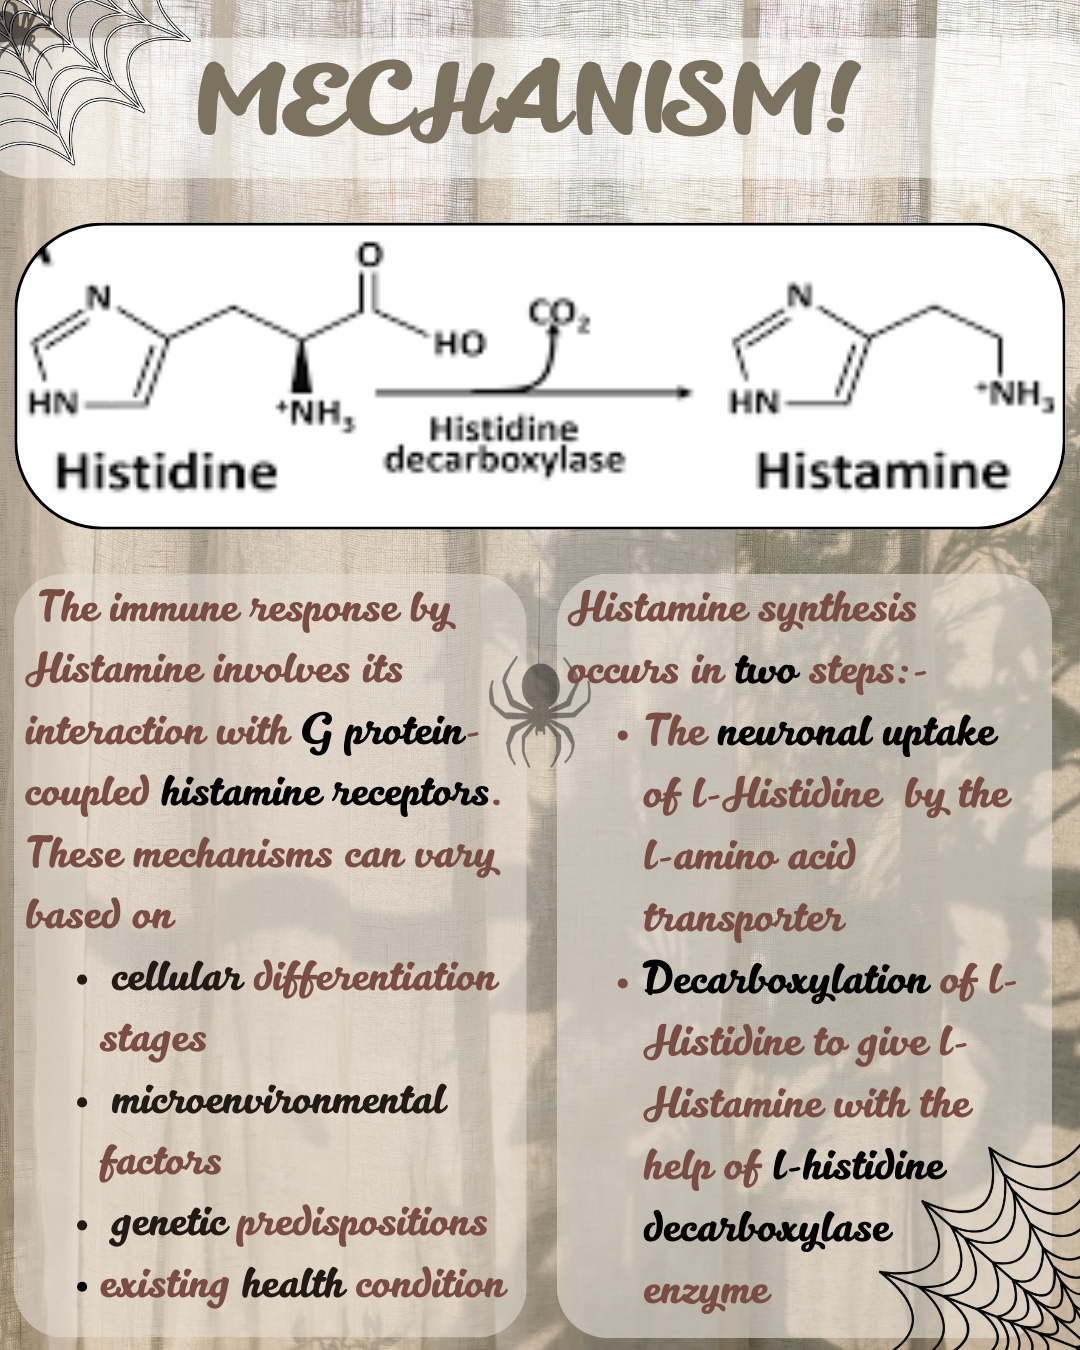 MECHANISM!
O
N
CO₂
N
HO
HN
⁺NH₃
HN
⁺NH₃
Histidine
decarboxylase
Histidine
Histamine
The immune response by
Histamine involves its
interaction with G protein-
coupled histamine receptors.
These mechanisms can vary
based on
• cellular differentiation
stages
• microenvironmental
factors
• genetic predispositions
• existing health condition
Histamine synthesis
occurs in two steps:-
• The neuronal uptake
of l-Histidine by the
l-amino acid
transporter
• Decarboxylation of l-
Histidine to give l-
Histamine with the
help of l-histidine
decarboxylase
enzyme